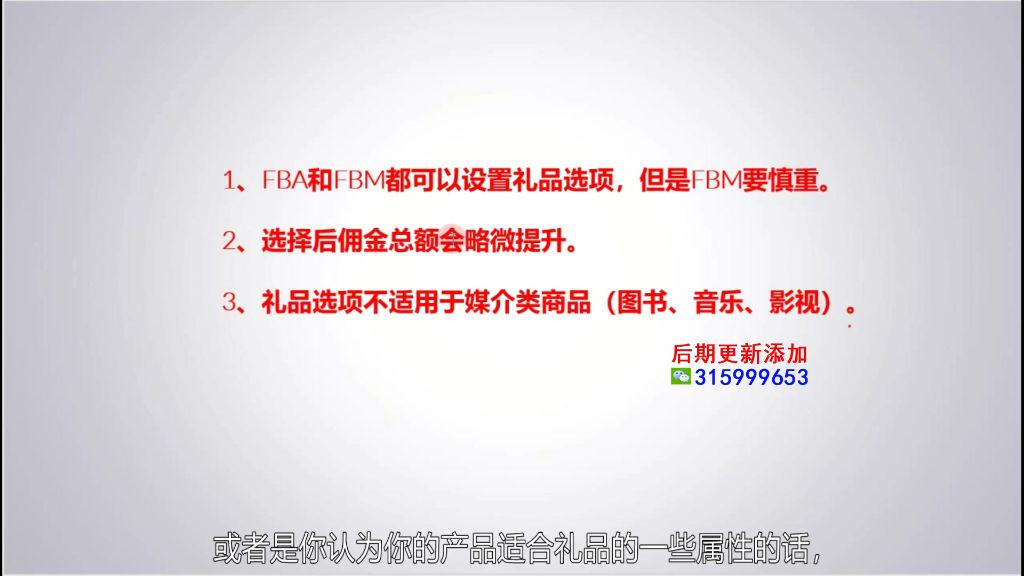 1、FBA和FBM都可以设置礼品选项，但是FBM要慎重。
2、选择后佣金总额会略微提升。
3、礼品选项不适用于媒介类商品（图书、音乐、影视）。
后期更新添加
315999653
或者是你认为你的产品适合礼品的一些属性的话，